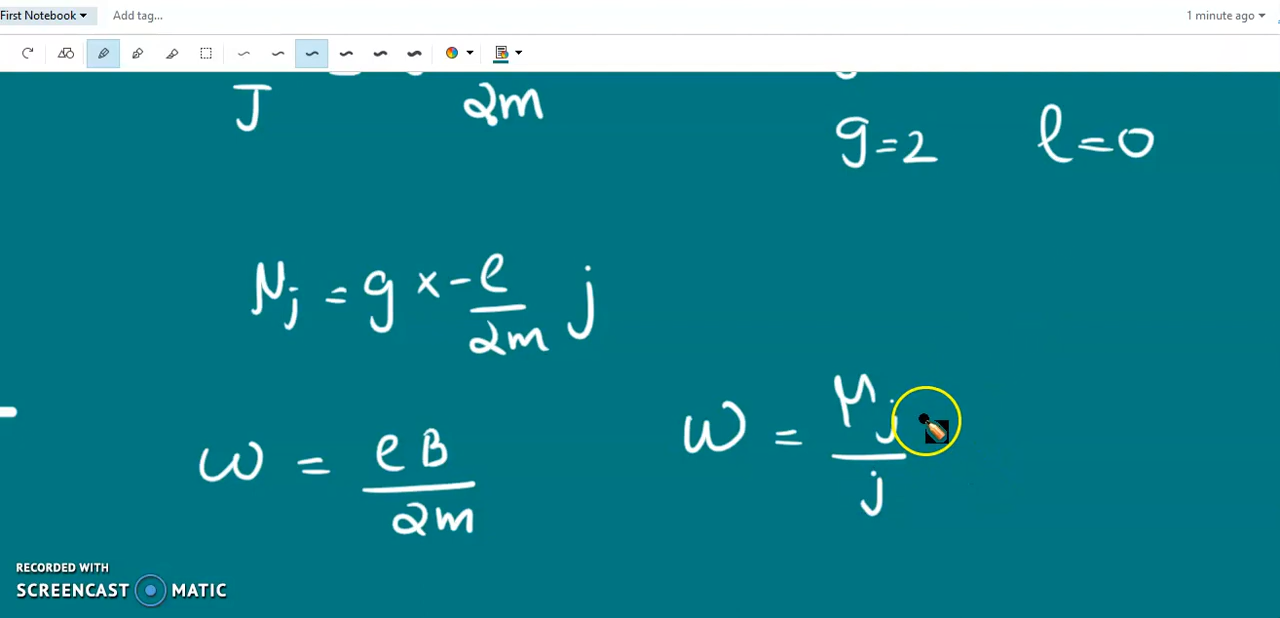 First Notebook Add tag... 1 minute ago
J 2m
g=2 l=0
μj = g × -e/2m j
ω = eB/2m ω = μj/j
RECORDED WITH
SCREENCAST MATIC